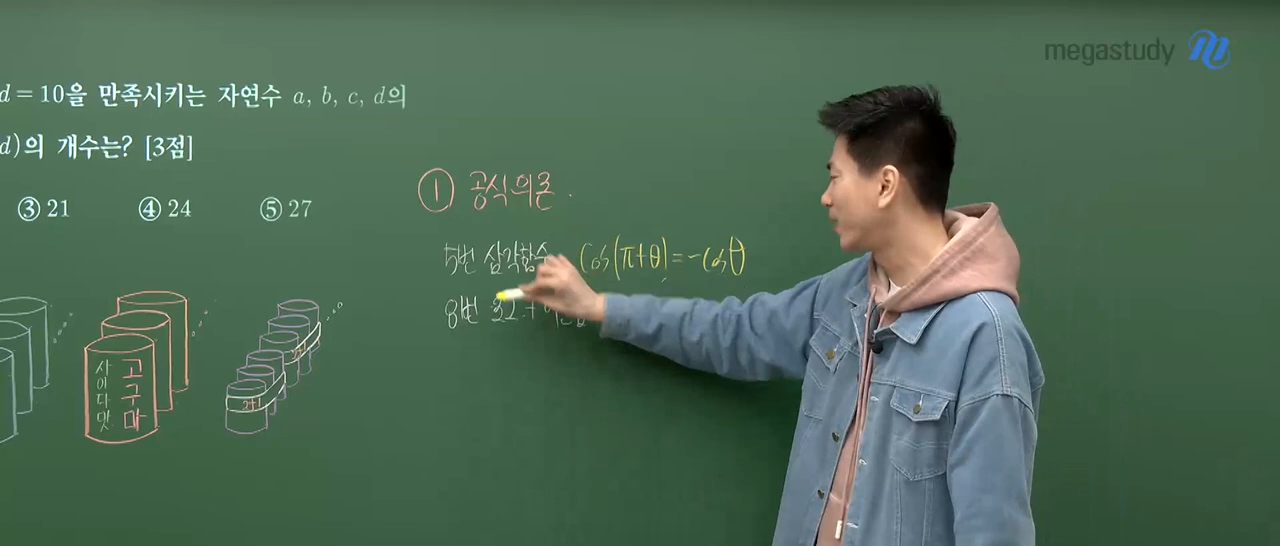 megastudy
d = 10을 만족시키는 자연수 a, b, c, d의
d)의 개수는? [3점]
③ 21 ④ 24 ⑤ 27
① 공식의존.
5번 삼각함수 cos(π+θ)=-cosθ
8번
사이다맛
고구마
2+1